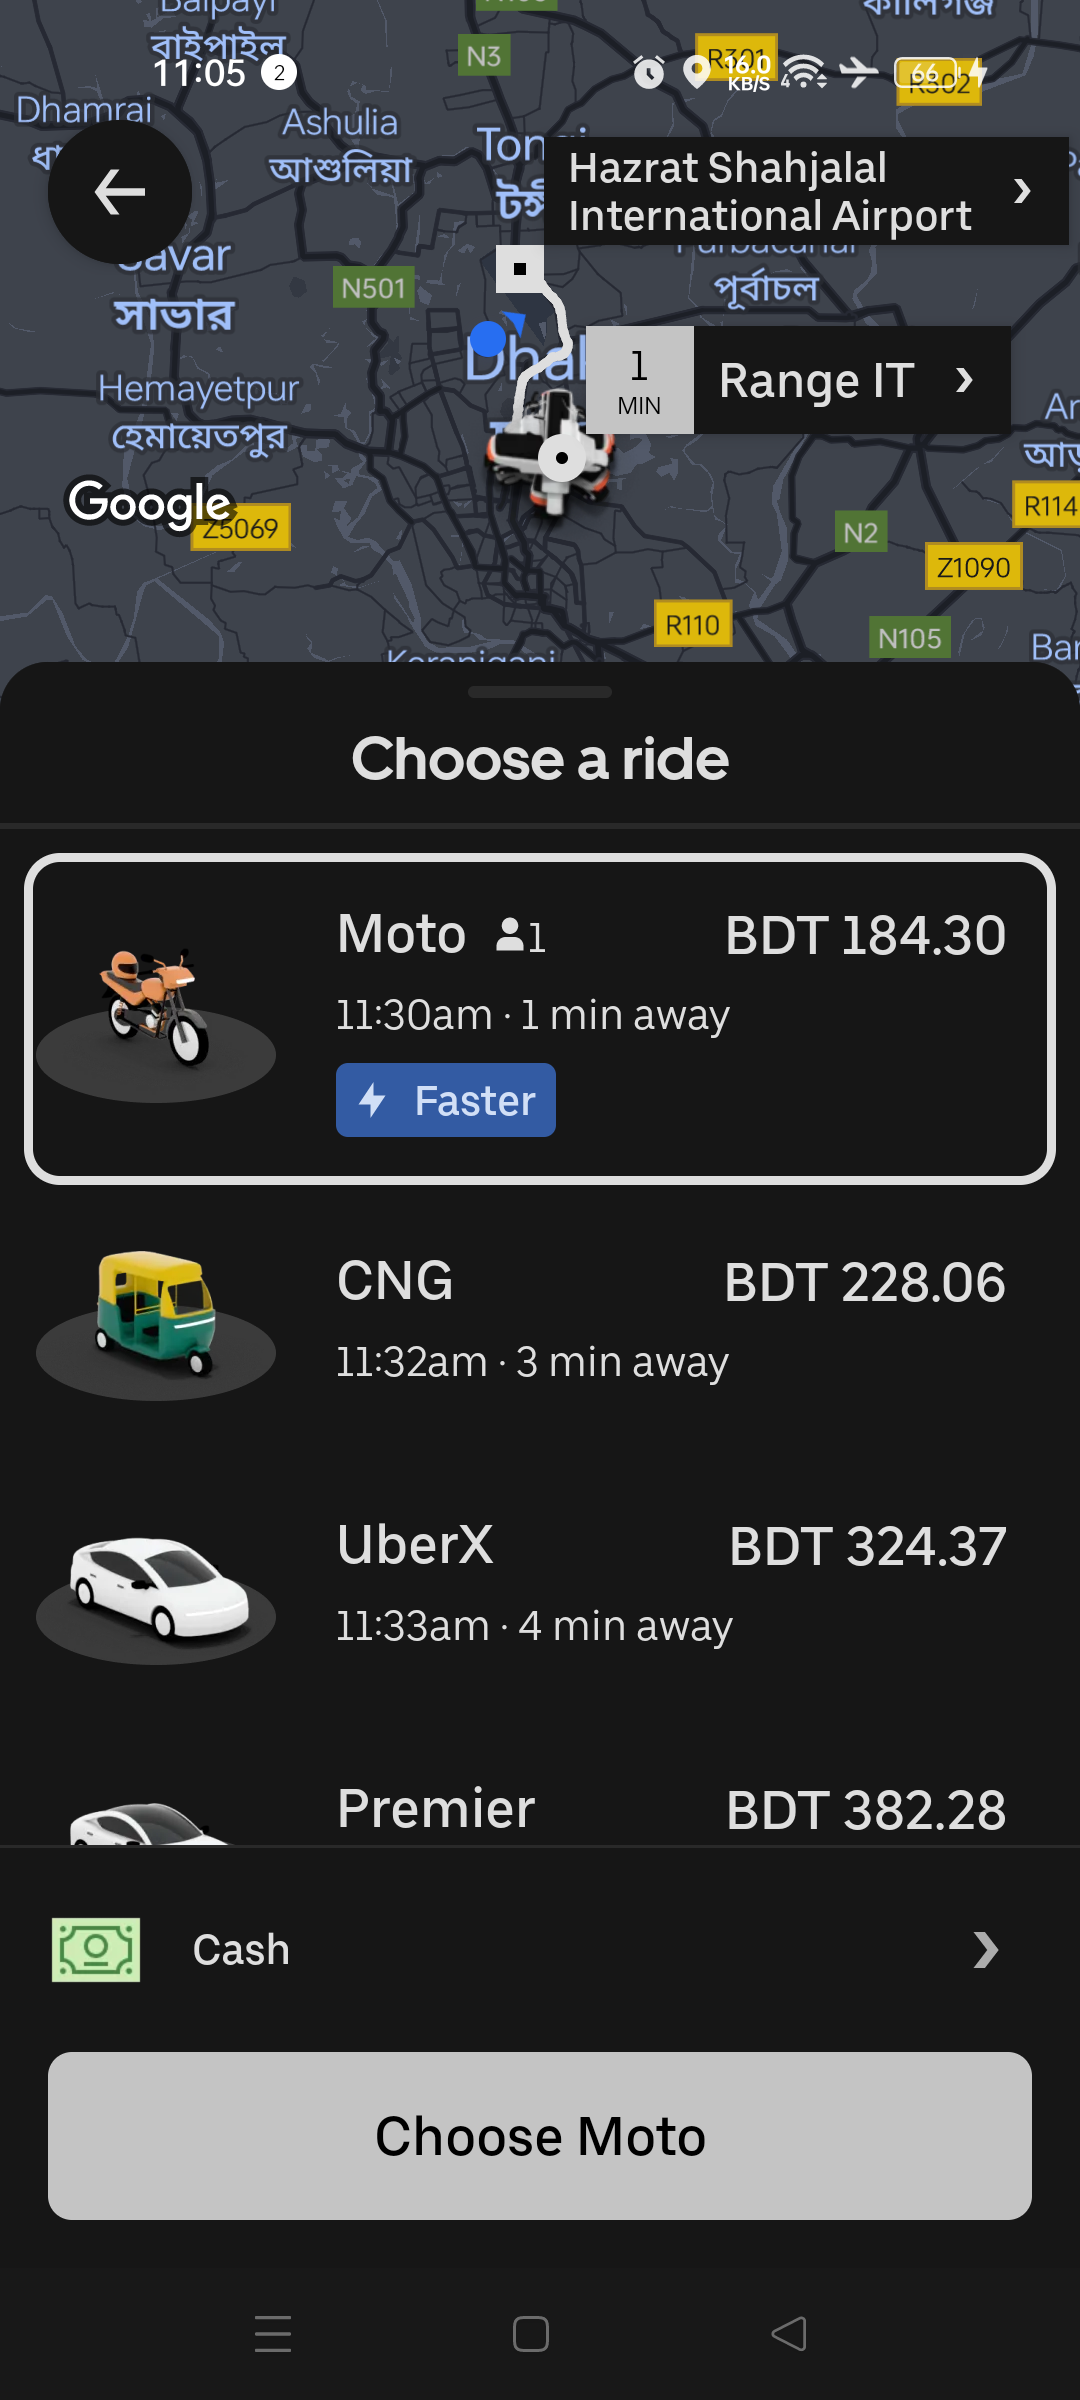 বাইপাইল
N3
R301
11:05
2
16.0
KB/S
4
66
R302
Dhamrai
Ashulia
আশুলিয়া
Hazrat Shahjalal
International Airport
Savar
সাভার
N501
পূর্বাচল
1
MIN
Range IT
Hemayetpur
হেমায়েতপুর
Google
Z5069
N2
R114
Z1090
R110
N105
Keraniganj
Choose a ride
Moto 1
BDT 184.30
11:30am · 1 min away
Faster
CNG
BDT 228.06
11:32am · 3 min away
UberX
BDT 324.37
11:33am · 4 min away
Premier
BDT 382.28
Cash
Choose Moto